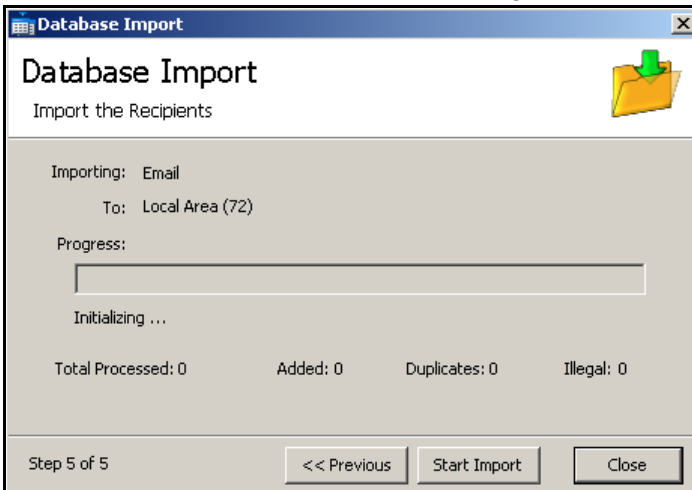 Database Import
Database Import
Import the Recipients
Importing: Email
To: Local Area (72)
Progress:
Initializing ...
Total Processed: 0 Added: 0 Duplicates: 0 Illegal: 0
Step 5 of 5 << Previous Start Import Close